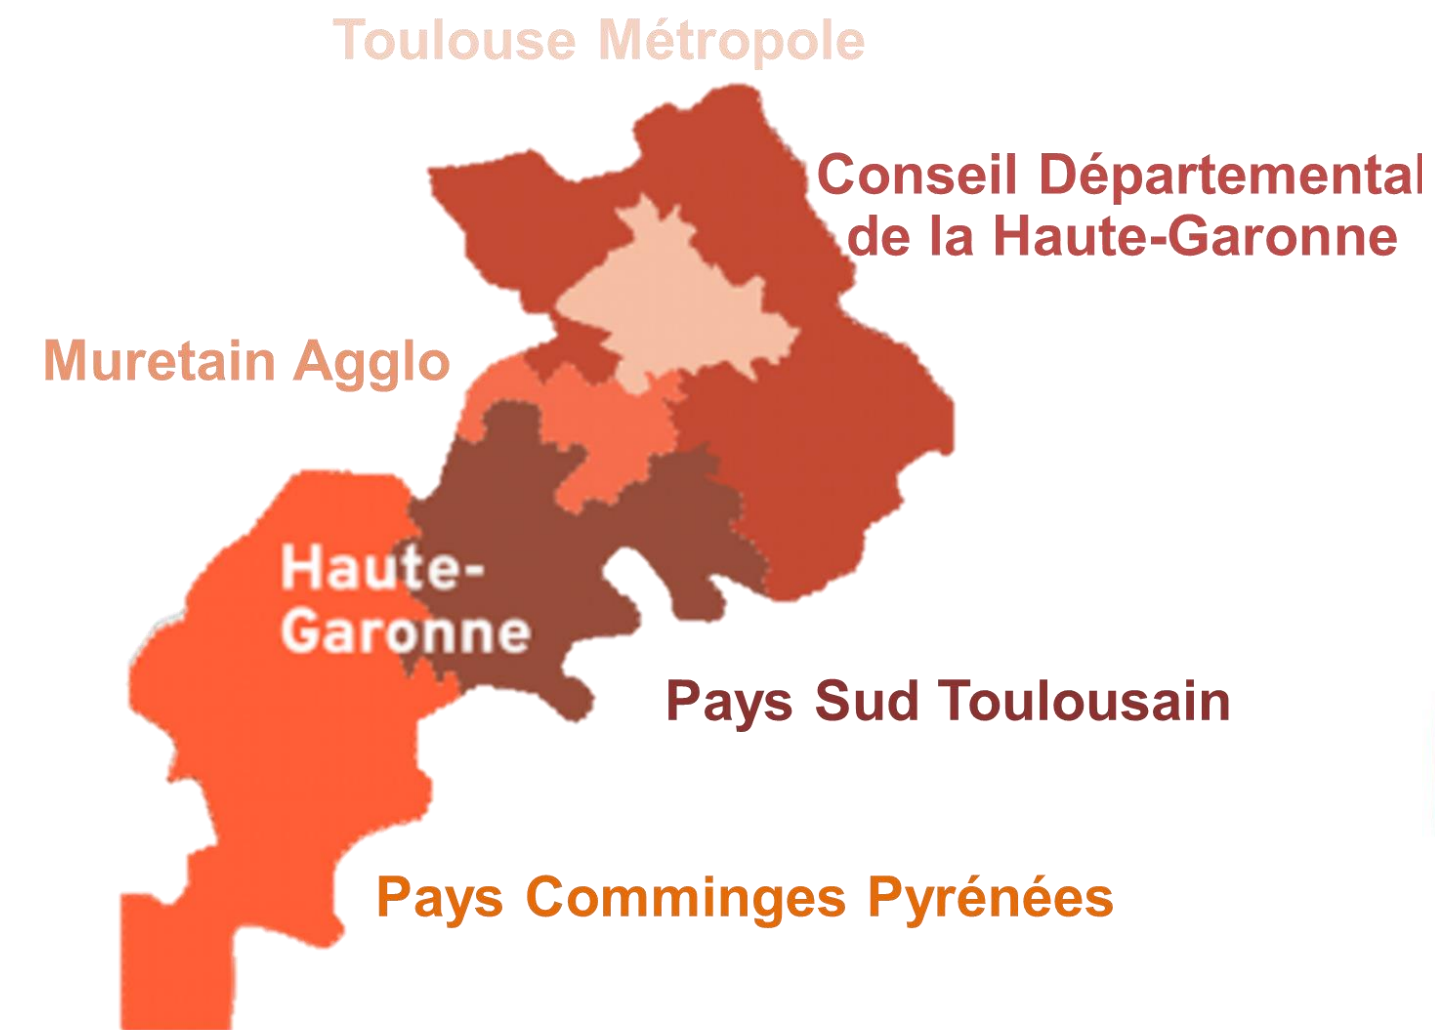 Toulouse Métropole
Conseil Départemental
de la Haute-Garonne
Muretain Agglo
Haute-
Garonne
Pays Sud Toulousain
Pays Comminges Pyrénées